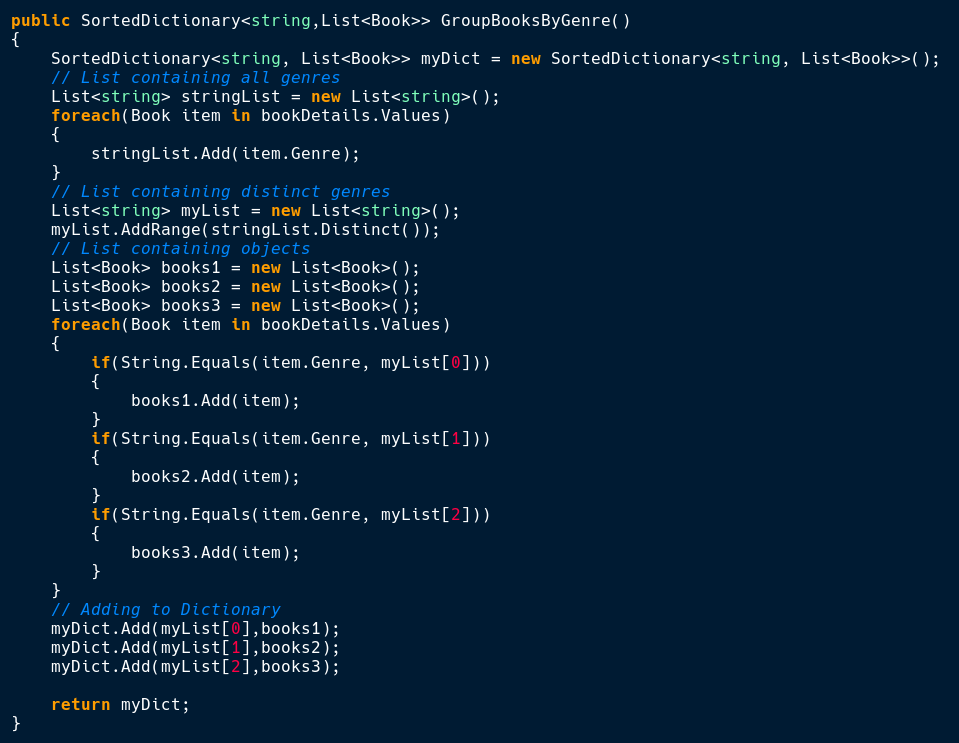 public SortedDictionary<string,List<Book>> GroupBooksByGenre()
{
    SortedDictionary<string, List<Book>> myDict = new SortedDictionary<string, List<Book>>();
    // List containing all genres
    List<string> stringList = new List<string>();
    foreach(Book item in bookDetails.Values)
    {
        stringList.Add(item.Genre);
    }
    // List containing distinct genres
    List<string> myList = new List<string>();
    myList.AddRange(stringList.Distinct());
    // List containing objects
    List<Book> books1 = new List<Book>();
    List<Book> books2 = new List<Book>();
    List<Book> books3 = new List<Book>();
    foreach(Book item in bookDetails.Values)
    {
        if(String.Equals(item.Genre, myList[0]))
        {
            books1.Add(item);
        }
        if(String.Equals(item.Genre, myList[1]))
        {
            books2.Add(item);
        }
        if(String.Equals(item.Genre, myList[2]))
        {
            books3.Add(item);
        }
    }
    // Adding to Dictionary
    myDict.Add(myList[0],books1);
    myDict.Add(myList[1],books2);
    myDict.Add(myList[2],books3);

    return myDict;
}